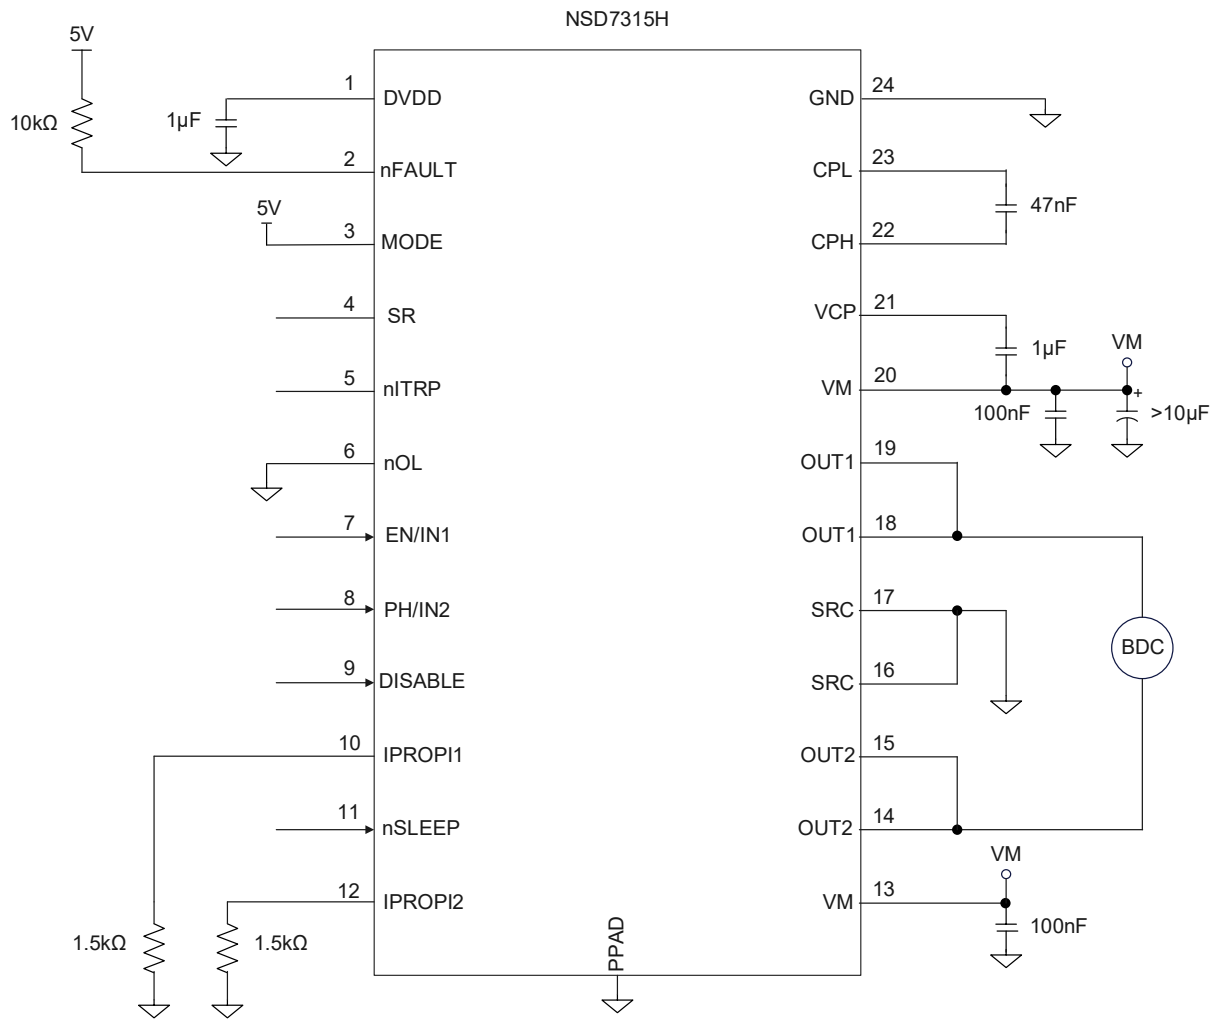 NSD7315H
5V
10kΩ
1µF
1
DVDD
2
nFAULT
5V
3
MODE
4
SR
5
nITRP
6
nOL
7
EN/IN1
8
PH/IN2
9
DISABLE
10
IPROPI1
11
nSLEEP
12
IPROPI2
1.5kΩ
1.5kΩ
PPAD
24
GND
23
CPL
47nF
22
CPH
21
VCP
1µF
VM
20
VM
100nF
+
>10µF
19
OUT1
18
OUT1
17
SRC
BDC
16
SRC
15
OUT2
14
OUT2
VM
13
VM
100nF